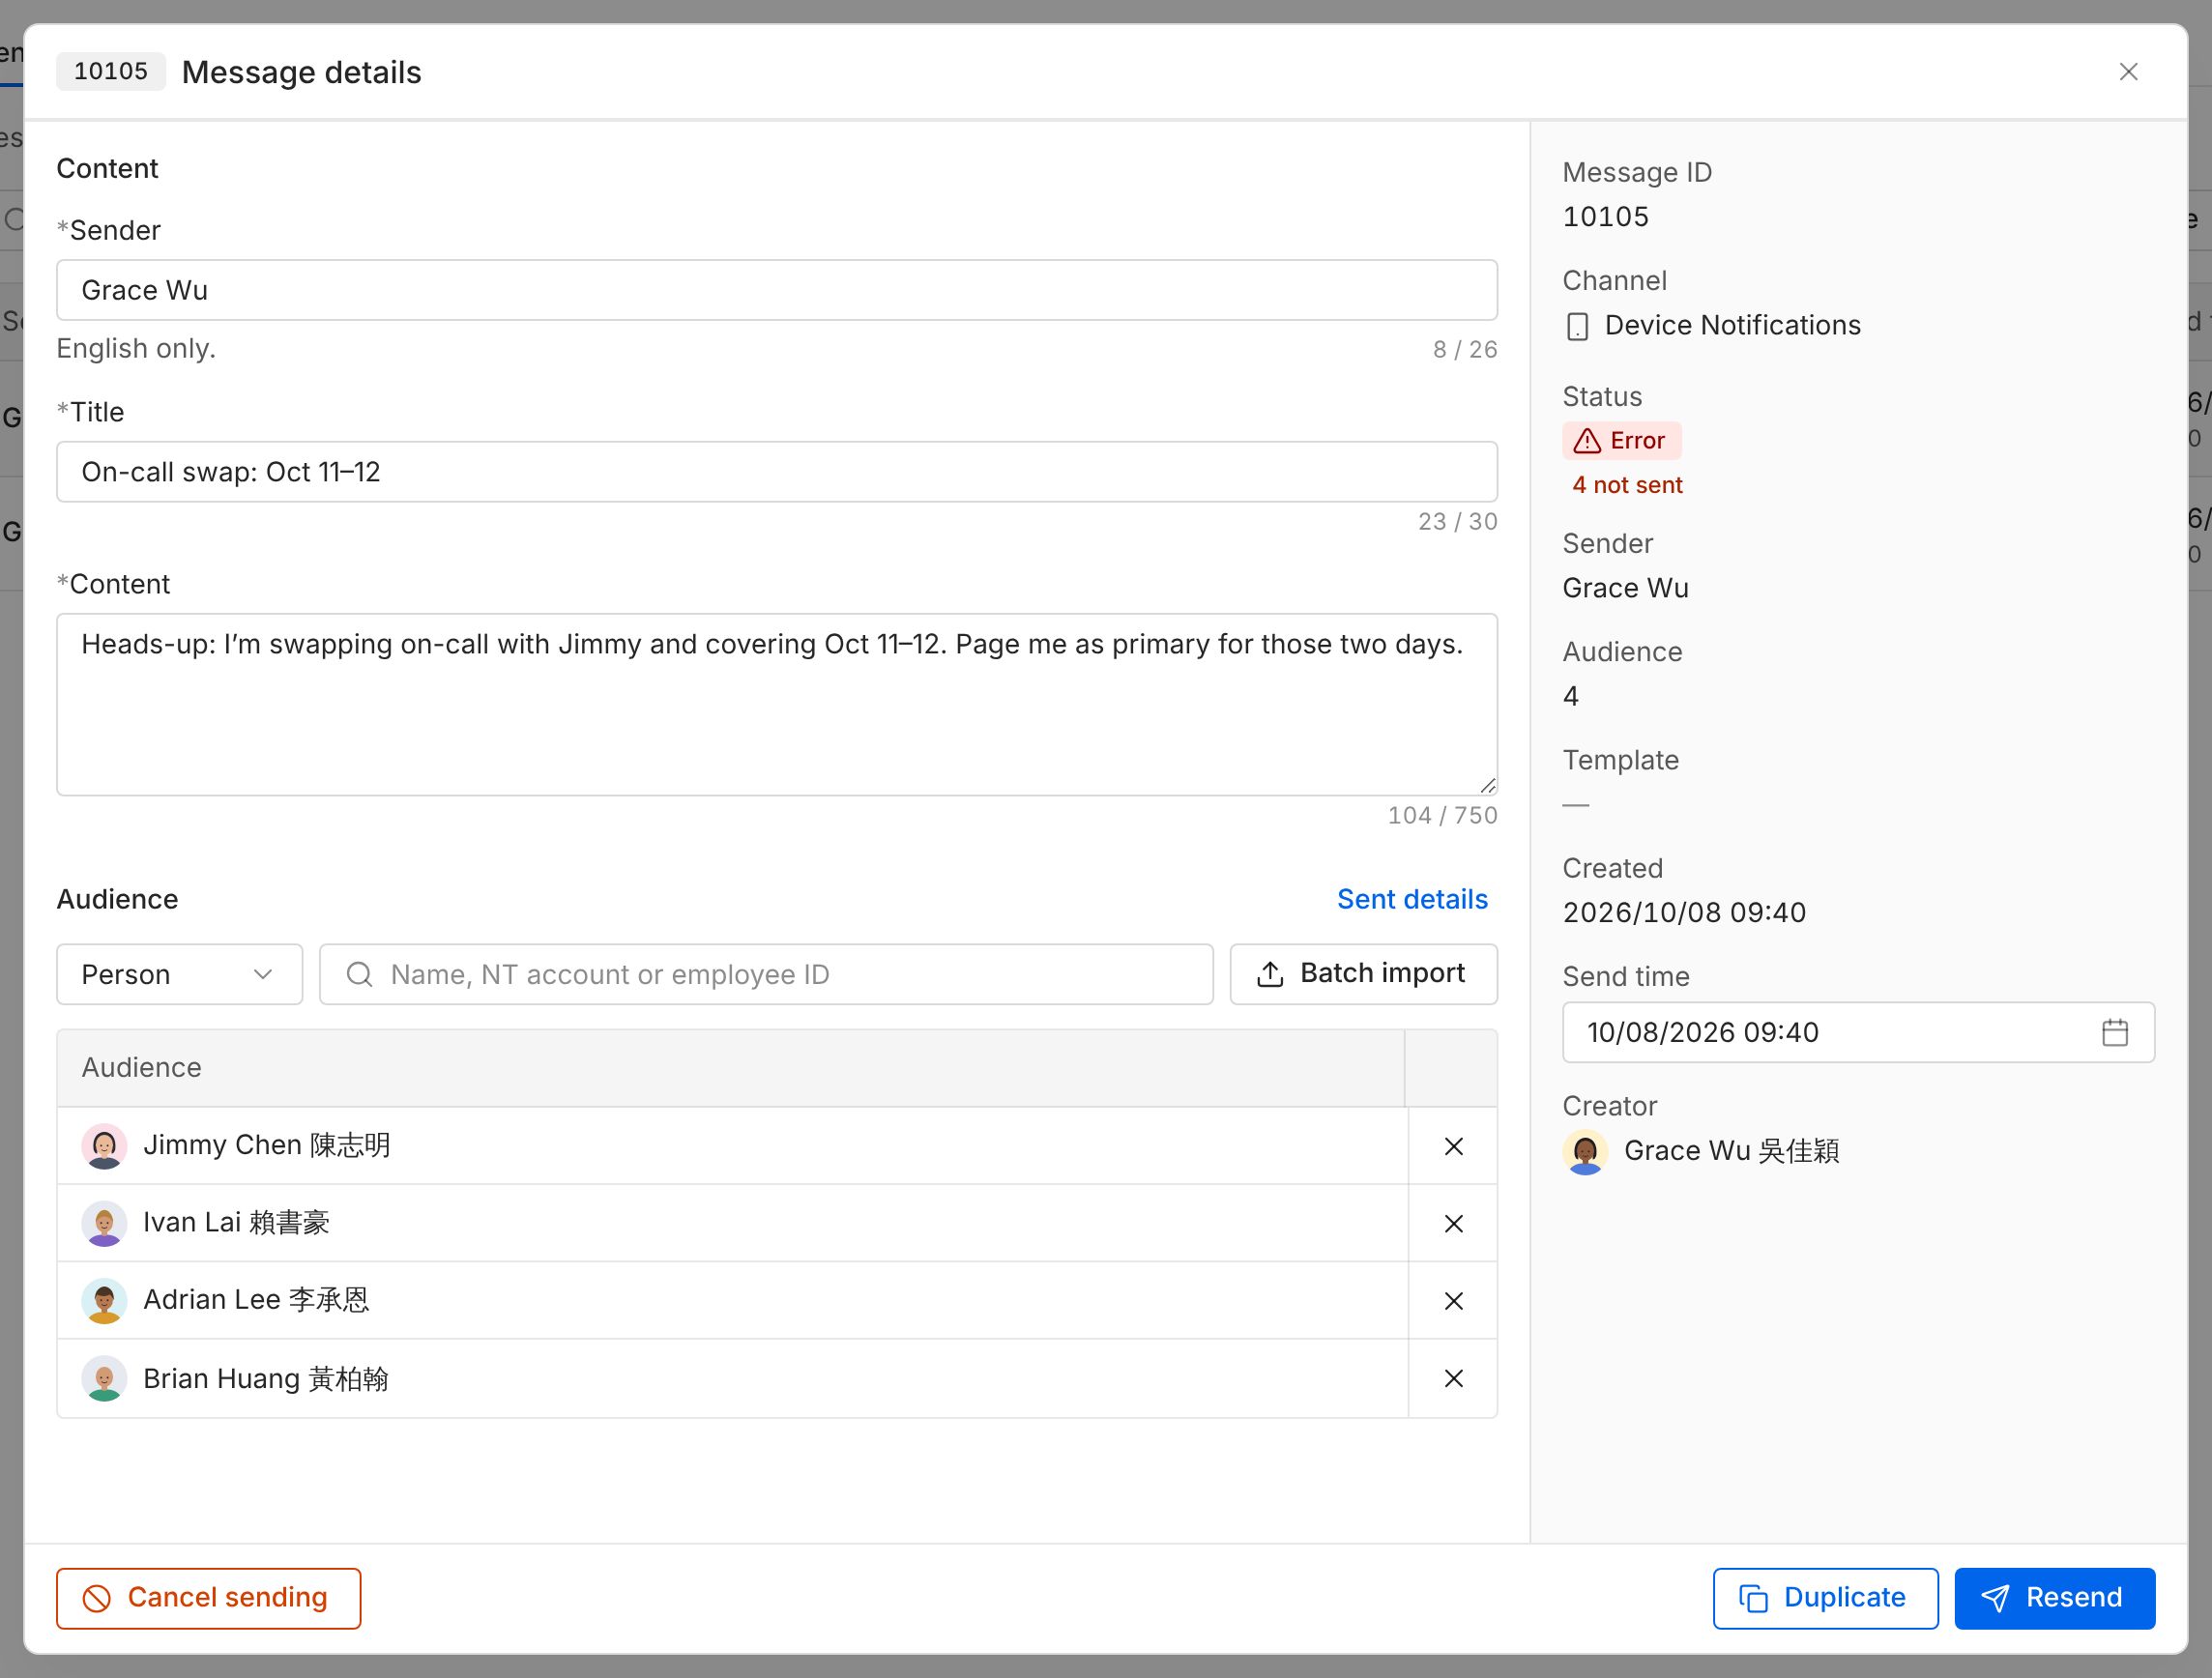 10105 Message details
Content
*Sender
Grace Wu
English only.
8 / 26
*Title
On-call swap: Oct 11–12
23 / 30
*Content
Heads-up: I’m swapping on-call with Jimmy and covering Oct 11–12. Page me as primary for those two days.
104 / 750
Audience
Sent details
Person
Name, NT account or employee ID
Batch import
Audience
Jimmy Chen 陳志明
Ivan Lai 賴書豪
Adrian Lee 李承恩
Brian Huang 黃柏翰
Message ID
10105
Channel
Device Notifications
Status
Error
4 not sent
Sender
Grace Wu
Audience
4
Template
—
Created
2026/10/08 09:40
Send time
10/08/2026 09:40
Creator
Grace Wu 吳佳穎
Cancel sending
Duplicate
Resend